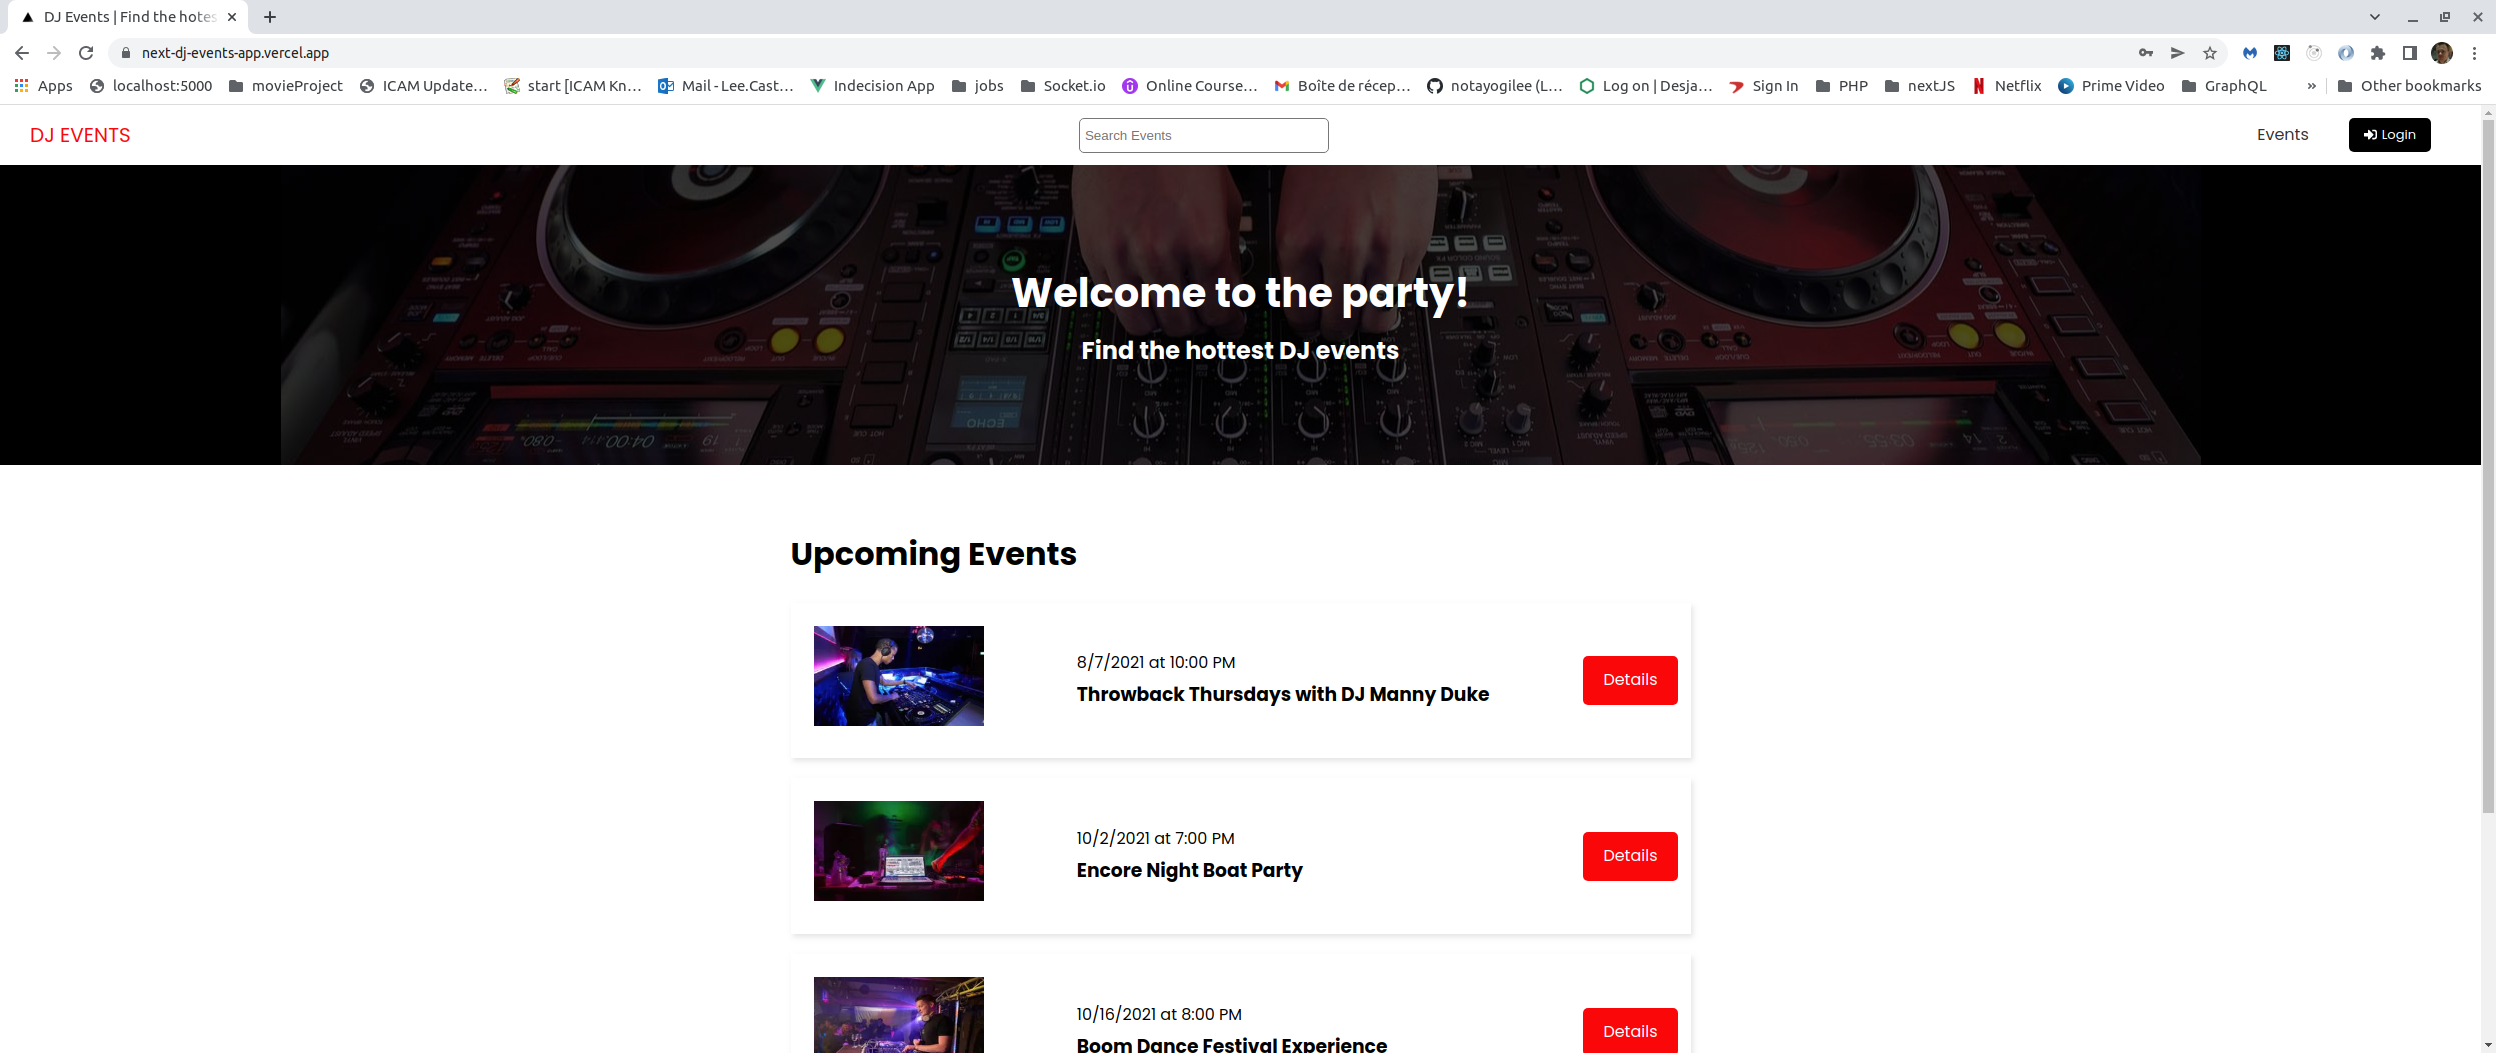 DJ Events | Find the hotes
next-dj-events-app.vercel.app
Apps localhost:5000 movieProject ICAM Update... start [ICAM Kn... Mail - Lee.Cast... Indecision App jobs Socket.io Online Course... Boîte de récep... notayogilee (L... Log on | Desja... Sign In PHP nextJS Netflix Prime Video GraphQL » Other bookmarks
DJ EVENTS Search Events Events Login
Welcome to the party!
Find the hottest DJ events
Upcoming Events
8/7/2021 at 10:00 PM
Throwback Thursdays with DJ Manny Duke
Details
10/2/2021 at 7:00 PM
Encore Night Boat Party
Details
10/16/2021 at 8:00 PM
Boom Dance Festival Experience
Details